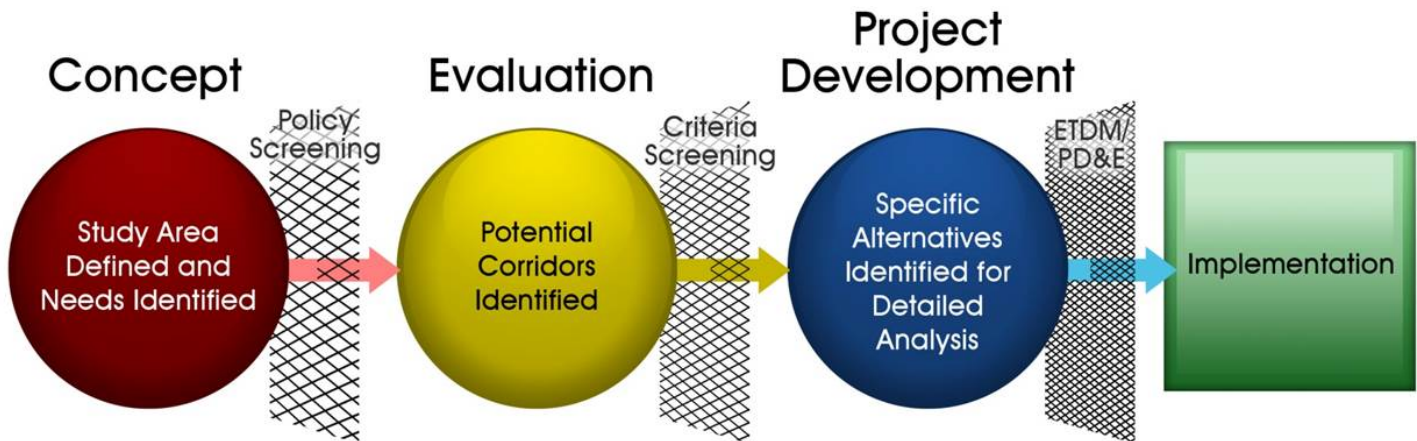 Concept
Policy
Screening
Study Area
Defined and
Needs Identified
Evaluation
Criteria
Screening
Potential
Corridors
Identified
Project
Development
ETDM/
PD&E
Specific
Alternatives
Identified for
Detailed
Analysis
Implementation